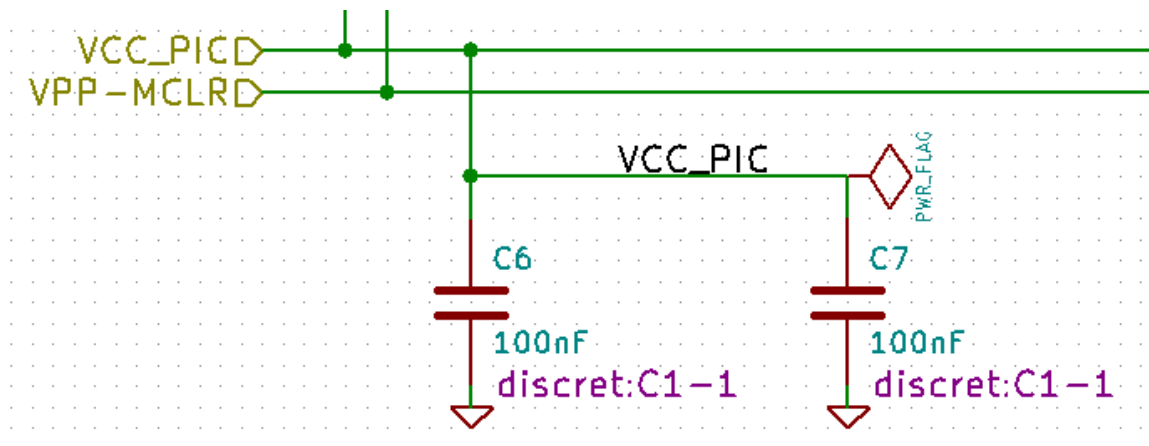 VCC_PIC
VPP-MCLR
VCC_PIC
PWR_FLAG
C6
100nF
discret:C1-1
C7
100nF
discret:C1-1